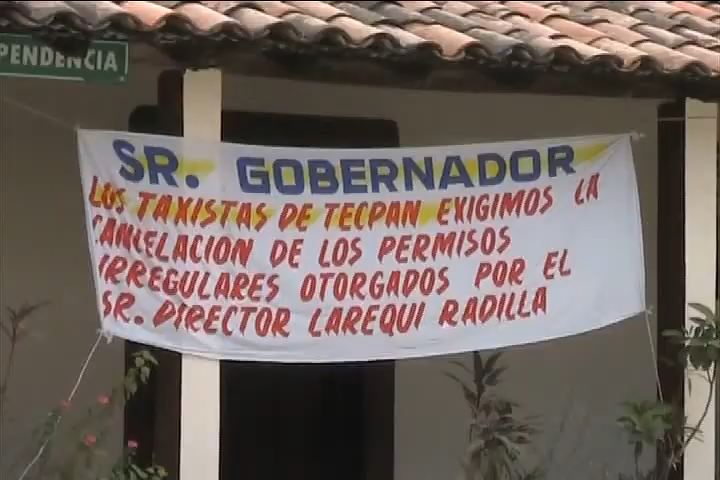 PENDENCIA
SR. GOBERNADOR
LOS TAXISTAS DE TECPAN EXIGIMOS LA
CANCELACION DE LOS PERMISOS
IRREGULARES OTORGADOS POR EL
SR. DIRECTOR LAREQUI RADILLA